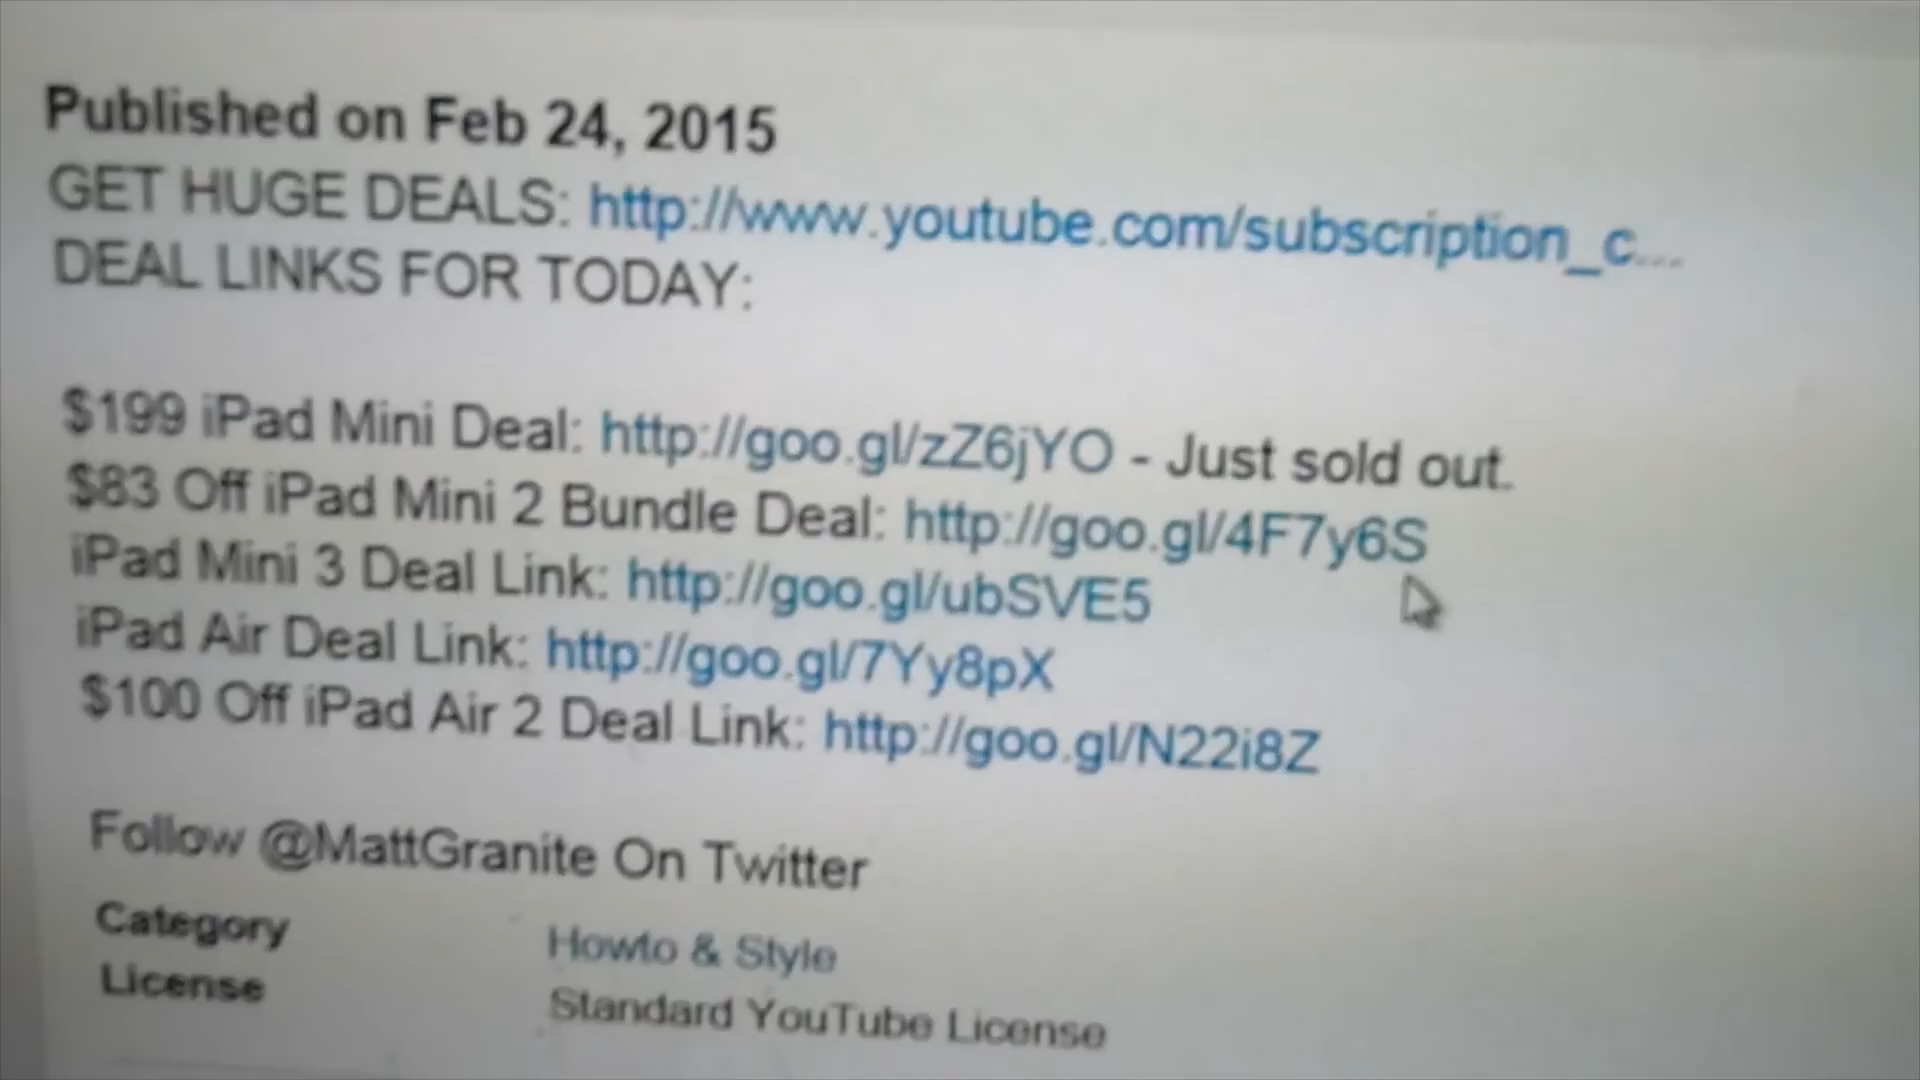 Published on Feb 24, 2015
GET HUGE DEALS: http://www.youtube.com/subscription_c...
DEAL LINKS FOR TODAY:
$199 iPad Mini Deal: http://goo.gl/zZ6jYO - Just sold out.
$83 Off iPad Mini 2 Bundle Deal: http://goo.gl/4F7y6S
iPad Mini 3 Deal Link: http://goo.gl/ubSVE5
iPad Air Deal Link: http://goo.gl/7Yy8pX
$100 Off iPad Air 2 Deal Link: http://goo.gl/N22i8Z
Follow @MattGranite On Twitter
Category Howto & Style
License Standard YouTube License